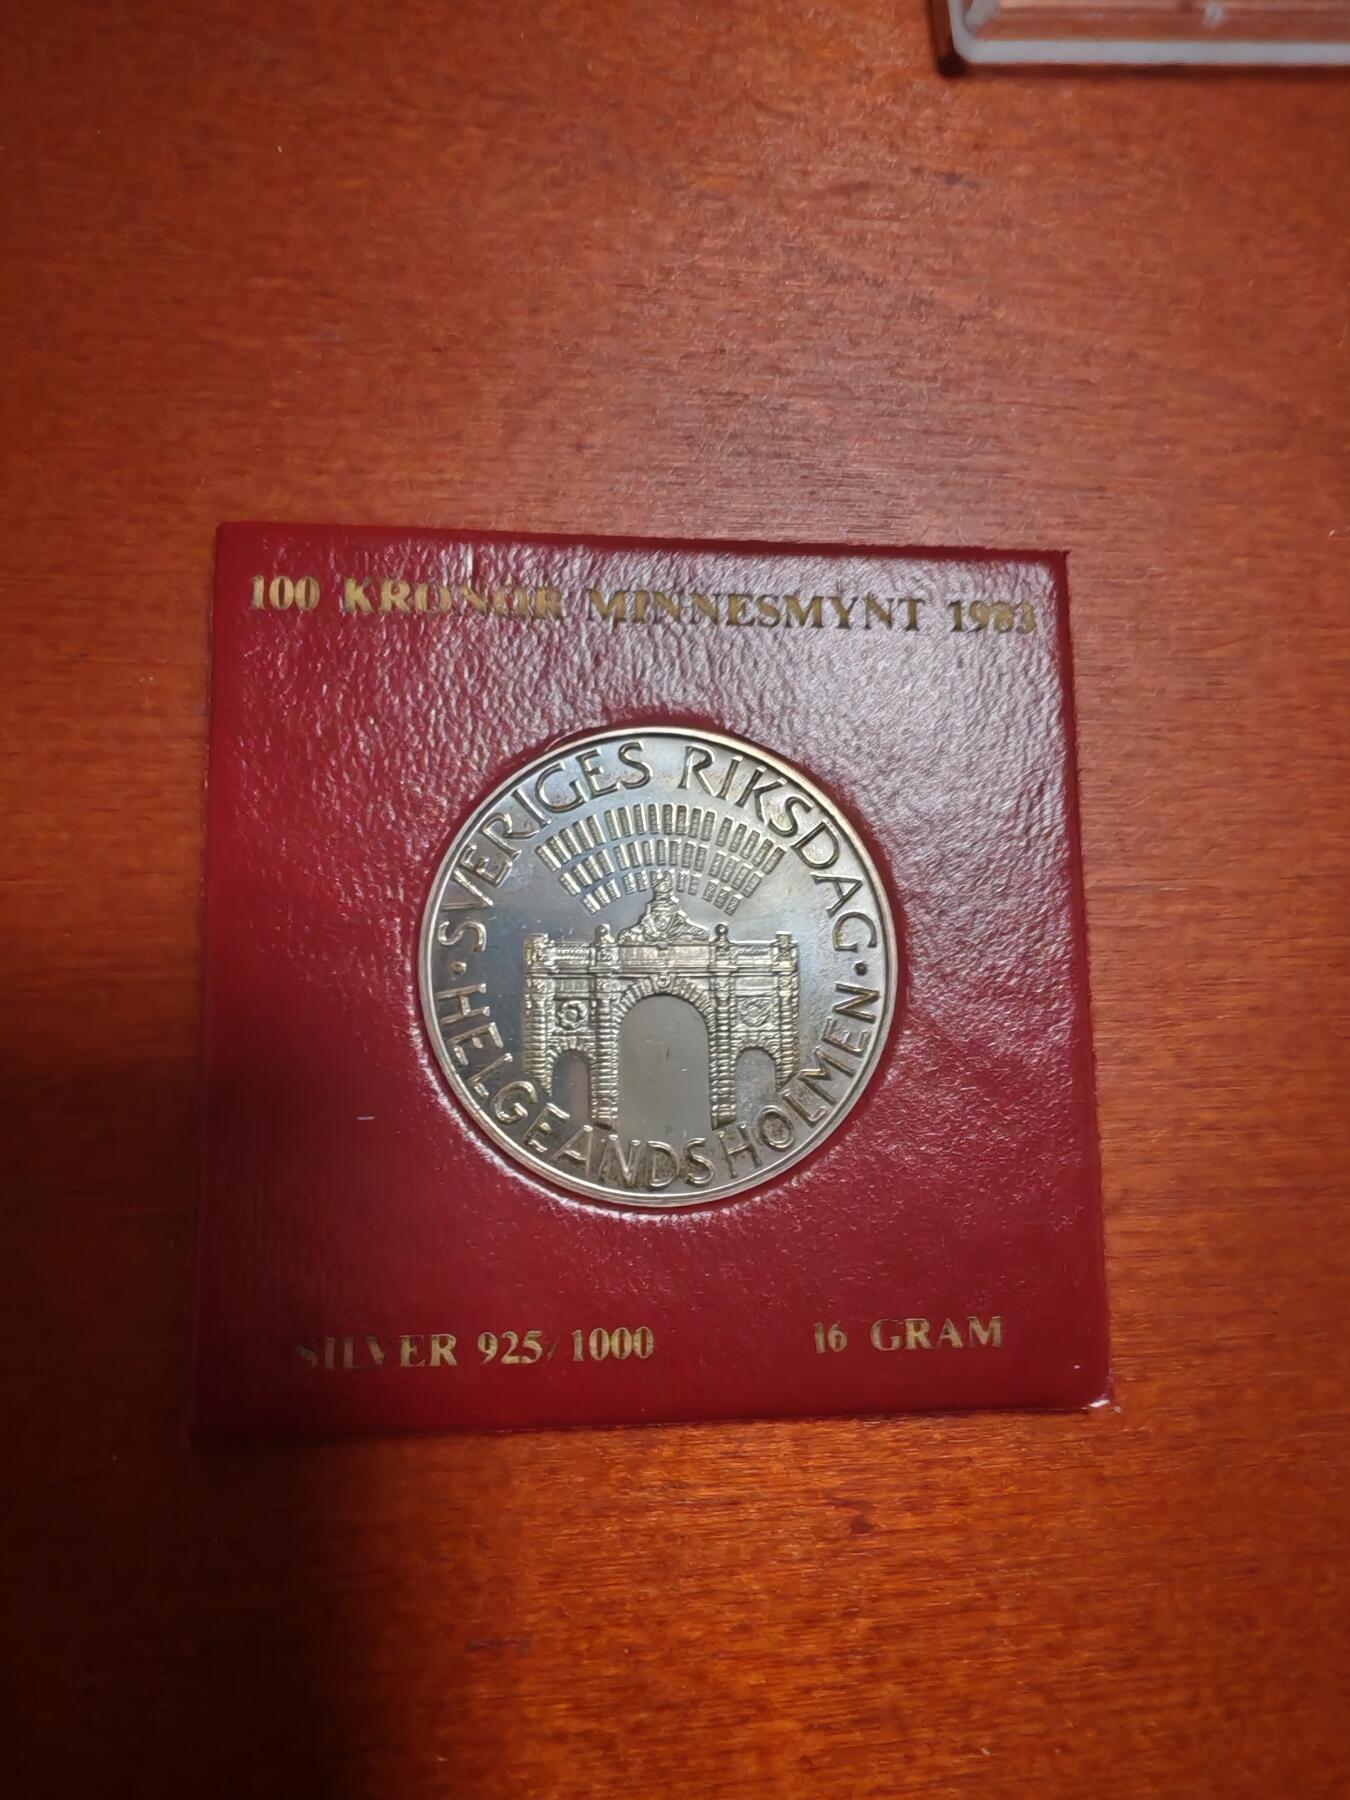 100 KRONOR MINNESMYNT 1983
SVERIGES RIKSDAG ·
HELGEANDSHOLMEN ·
SILVER 925/1000 16 GRAM